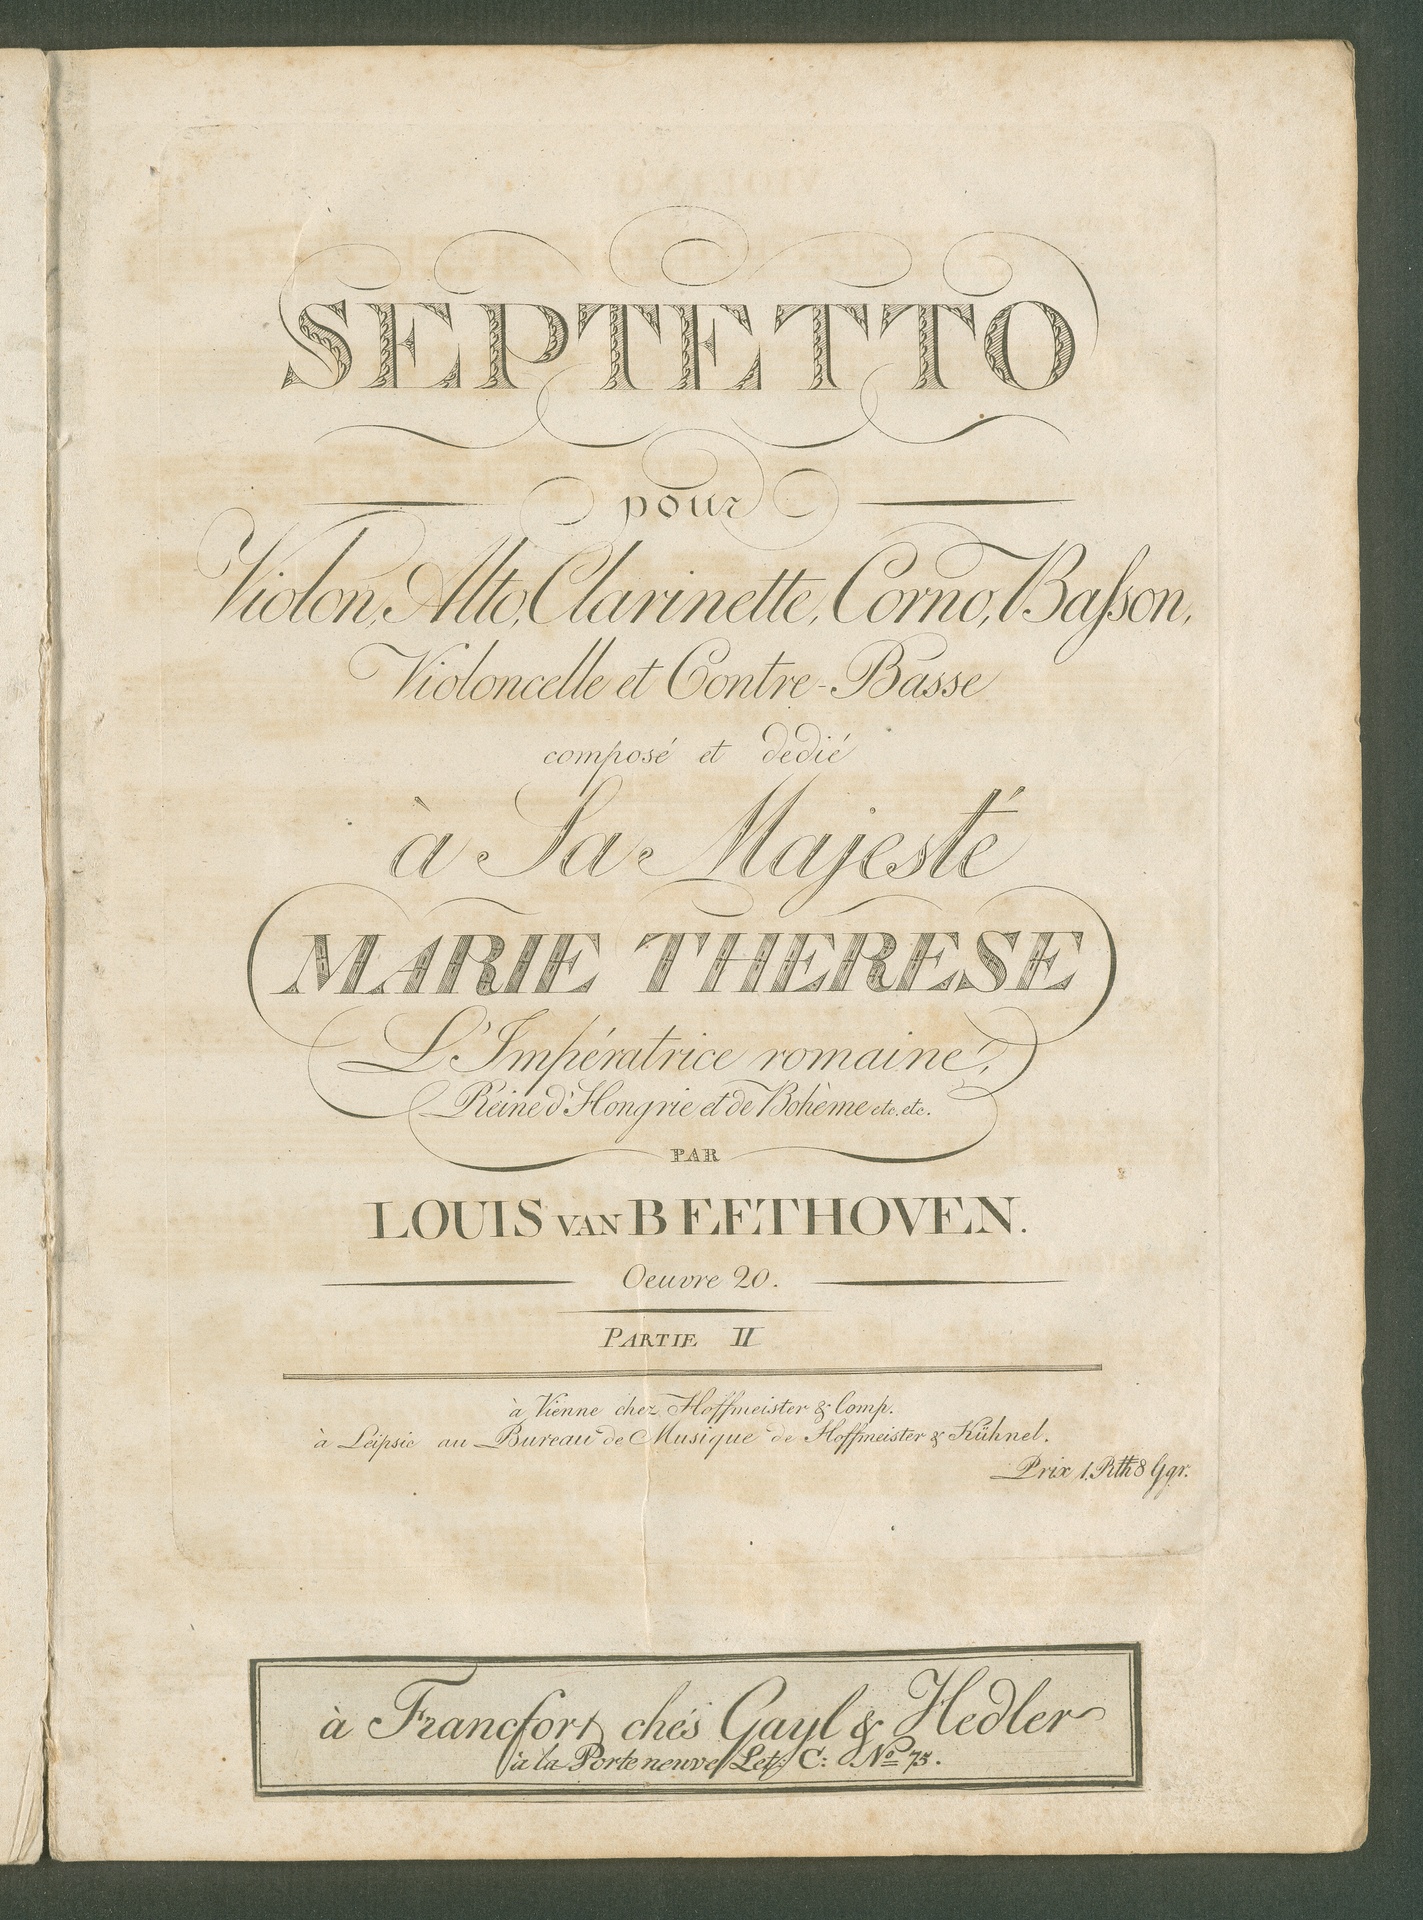 SEPTETTO
pour
Violon, Alto, Clarinette, Corno, Baſson,
Violoncelle et Contre-Basse
composé et dedié
à Sa Majesté
MARIE THERESE
L'Impératrice romaine,
Reine d'Hongrie et de Bohème etc. etc.
PAR
LOUIS VAN BEETHOVEN.
Oeuvre 20.
PARTIE II
à Vienne chez Hoffmeister & Comp.
à Leipsic au Bureau de Musique de Hoffmeister & Kühnel.
Prix 1. Rth 8 Ggr.
à Francfort chés Gayl & Hedler
à la Porte neuve Let: C: No 75.